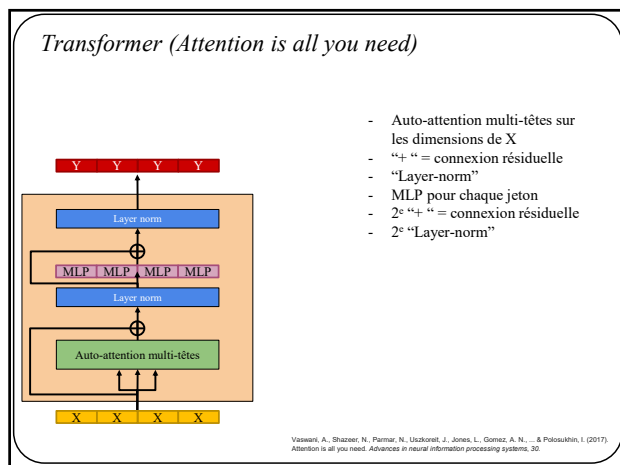 Transformer (Attention is all you need)
- Auto-attention multi-têtes sur
les dimensions de X
- “+ “ = connexion résiduelle
- “Layer-norm”
- MLP pour chaque jeton
- 2e “+ “ = connexion résiduelle
- 2e “Layer-norm”
Y Y Y Y
Layer norm
MLP MLP MLP MLP
Layer norm
Auto-attention multi-têtes
X X X X
Vaswani, A., Shazeer, N., Parmar, N., Uszkoreit, J., Jones, L., Gomez, A. N., ... & Polosukhin, I. (2017).
Attention is all you need. Advances in neural information processing systems, 30.